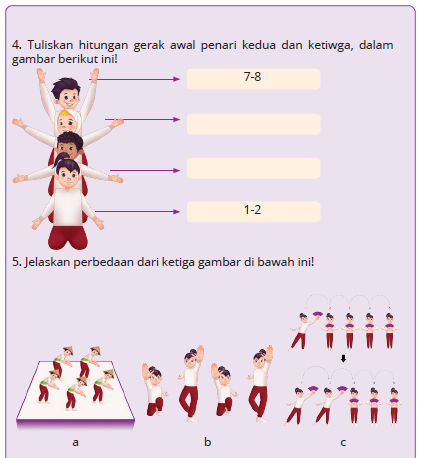 4. Tuliskan hitungan gerak awal penari kedua dan ketiwga, dalam
gambar berikut ini!
7-8
1-2
5. Jelaskan perbedaan dari ketiga gambar di bawah ini!
a
b
c